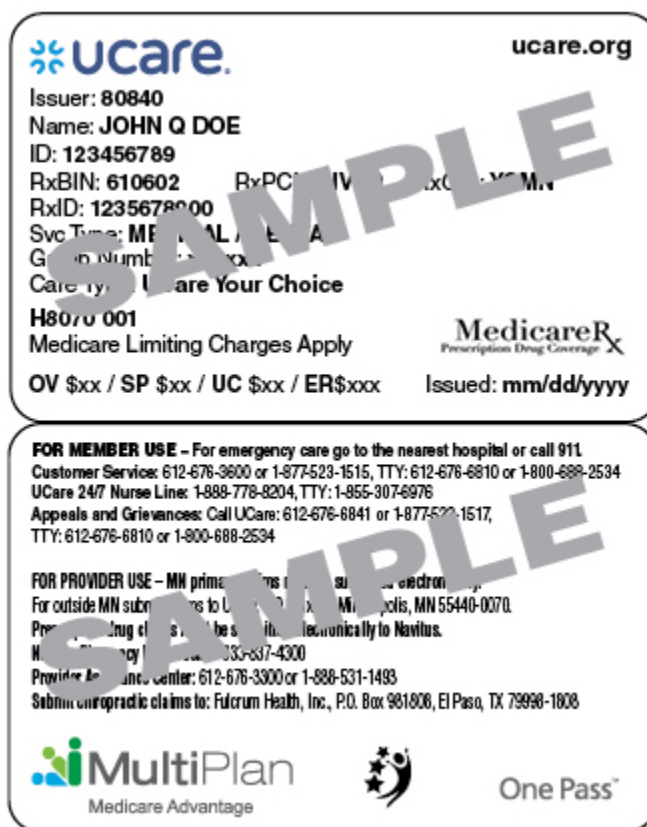 ucare. ucare.org
Issuer: 80840
Name: JOHN Q DOE
ID: 123456789
RxBIN: 610602
RxID: 1235678900
Svc Type:
Care
Your Choice
H8070 001
Medicare Limiting Charges Apply
MedicareRx
Prescription Drug Coverage
OV $xx / SP $xx / UC $xx / ER$xxx Issued: mm/dd/yyyy
SAMPLE
FOR MEMBER USE – For emergency care go to the nearest hospital or call 911.
Customer Service: 612-676-3600 or 1-877-523-1515, TTY: 612-676-6810 or 1-800-688-2534
UCare 24/7 Nurse Line: 1-888-778-8204, TTY: 1-855-307-6976
Appeals and Grievances: Call UCare: 612-676-6841 or
TTY: 612-676-6810 or 1-800-688-2534
FOR PROVIDER USE – MN
For outside MN MN 55440-0070.
be electronically to Navitus.
Provider Center: 612-676-3300 or 1-888-531-1493
Submit chiropractic claims to: Fulcrum Health, Inc., P.O. Box 981808, El Paso, TX 79998-1808
SAMPLE
MultiPlan
Medicare Advantage
One Pass™